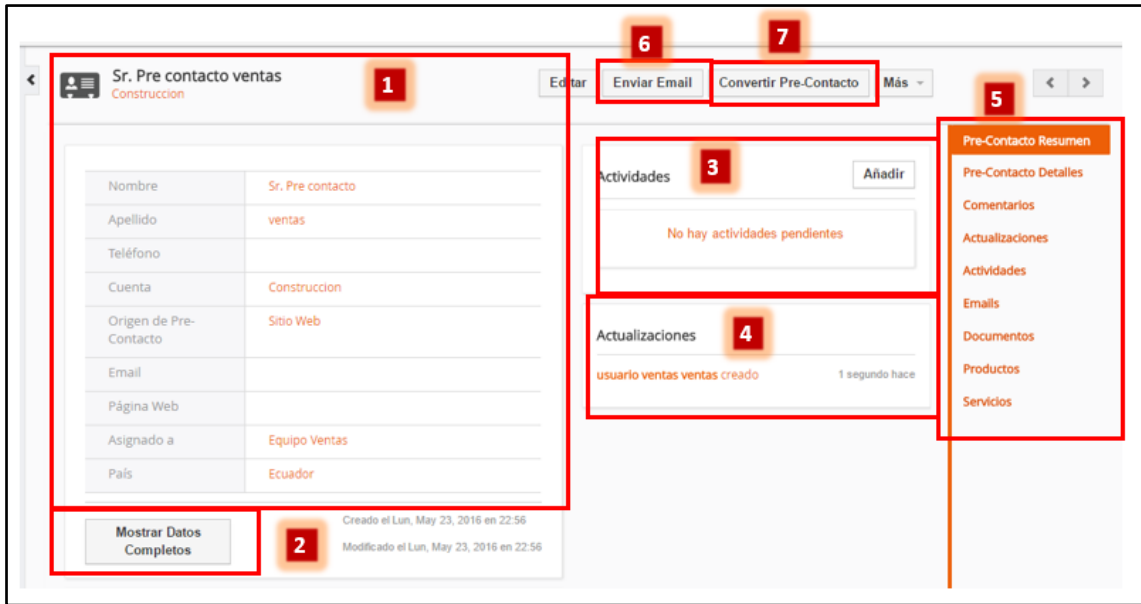 6
7
Sr. Pre contacto ventas
Construccion
1
Editar
Enviar Email
Convertir Pre-Contacto
Más
5
Nombre
Sr. Pre contacto
Apellido
ventas
Teléfono
Cuenta
Construccion
Origen de Pre-
Contacto
Sitio Web
Email
Página Web
Asignado a
Equipo Ventas
País
Ecuador
Mostrar Datos
Completos
2
Creado el Lun, May 23, 2016 en 22:56
Modificado el Lun, May 23, 2016 en 22:56
Actividades
3
Añadir
No hay actividades pendientes
Actualizaciones
4
usuario ventas ventas creado
1 segundo hace
Pre-Contacto Resumen
Pre-Contacto Detalles
Comentarios
Actualizaciones
Actividades
Emails
Documentos
Productos
Servicios